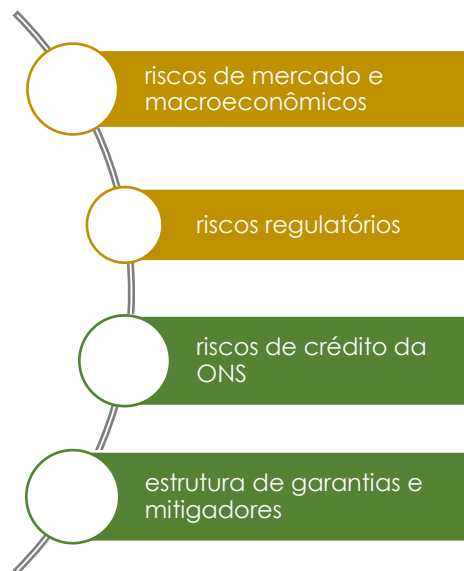 riscos de mercado e
macroeconômicos
riscos regulatórios
riscos de crédito da
ONS
estrutura de garantias e
mitigadores